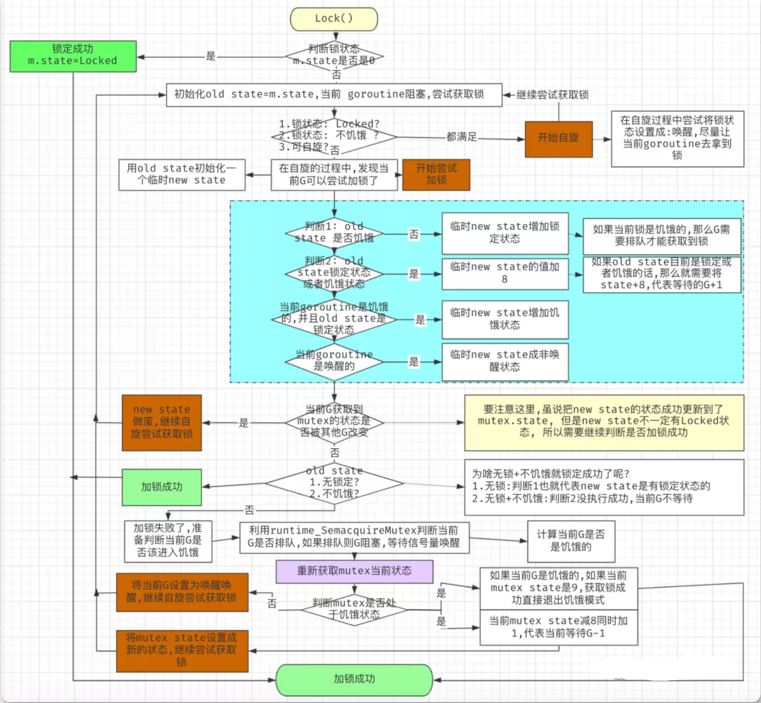 Lock()
锁定成功
m.state=Locked
是
判断锁状态
m.state是否是0
否
初始化old state=m.state,当前 goroutine阻塞,尝试获取锁
继续尝试获取锁
1.锁状态: Locked?
2.锁状态: 不饥饿 ?
3.可自旋?
否
都满足
开始自旋
在自旋过程中尝试将锁状
态设置成:唤醒,尽量让
当前goroutine去拿到
锁
用old state初始化一
个临时new state
在自旋的过程中,发现当
前G可以尝试加锁了
开始尝试
加锁
判断1: old
state 是否饥饿
否
临时new state增加锁
定状态
如果当前锁是饥饿的,那么G需
要排队才能获取到锁
判断2: old
state锁定状态
或者饥饿状态
是
临时new state的值加
8
如果old state目前是锁定或
者饥饿的话,那么就需要将
state+8,代表等待的G+1
当前goroutine是饥饿
的,并且old state是
锁定状态
是
临时new state增加饥
饿状态
当前goroutine
是唤醒的
是
临时new state成非唤
醒状态
new state
做废,继续自
旋尝试获取锁
是
当前G获取到
mutex的状态是
否被其他G改变
否
要注意这里,虽说把new state的状态成功更新到了
mutex.state, 但是new state不一定有Locked状
态, 所以需要继续判断是否加锁成功
加锁成功
old state
1.无锁定?
2.不饥饿?
否
为啥无锁+不饥饿就锁定成功了呢?
1.无锁:判断1也就代表new state是有锁定状态的
2.无锁+不饥饿:判断2没执行成功,当前G不等待
加锁失败了,准
备判断当前G是
否该进入饥饿
利用runtime_SemacquireMutex判断当前
G是否排队,如果排队则G阻塞,等待信号量唤醒
计算当前G是否
是饥饿的
重新获取mutex当前状态
将当前G设置为唤醒唤
醒,继续自旋尝试获取锁
否
判断mutex是否处
于饥饿状态
是
如果当前G是饥饿的,如果当前
mutex state是9,获取锁成
功直接退出饥饿模式
是
当前mutex state减8同时加
1,代表当前等待G-1
将mutex state设置成
新的状态,继续尝试获取
锁
加锁成功